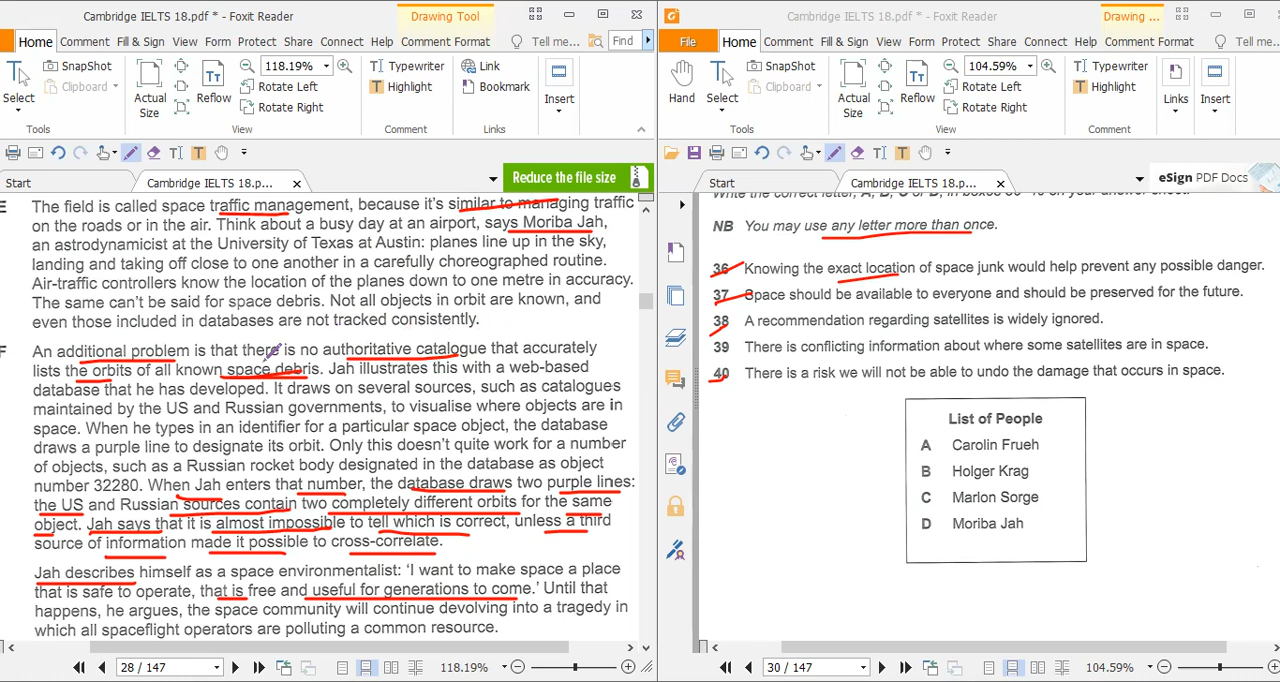 Cambridge IELTS 18.pdf * - Foxit Reader
Drawing Tool
Home Comment Fill & Sign View Form Protect Share Connect Help Comment Format Tell me... Find
Select
SnapShot
Clipboard
Tools
Actual Size
Reflow
118.19%
Rotate Left
Rotate Right
View
Typewriter
Highlight
Comment
Link
Bookmark
Links
Insert
Reduce the file size
Start
Cambridge IELTS 18.p...
E The field is called space traffic management, because it's similar to managing traffic
on the roads or in the air. Think about a busy day at an airport, says Moriba Jah,
an astrodynamicist at the University of Texas at Austin: planes line up in the sky,
landing and taking off close to one another in a carefully choreographed routine.
Air-traffic controllers know the location of the planes down to one metre in accuracy.
The same can't be said for space debris. Not all objects in orbit are known, and
even those included in databases are not tracked consistently.
F An additional problem is that there is no authoritative catalogue that accurately
lists the orbits of all known space debris. Jah illustrates this with a web-based
database that he has developed. It draws on several sources, such as catalogues
maintained by the US and Russian governments, to visualise where objects are in
space. When he types in an identifier for a particular space object, the database
draws a purple line to designate its orbit. Only this doesn't quite work for a number
of objects, such as a Russian rocket body designated in the database as object
number 32280. When Jah enters that number, the database draws two purple lines:
the US and Russian sources contain two completely different orbits for the same
object. Jah says that it is almost impossible to tell which is correct, unless a third
source of information made it possible to cross-correlate.
Jah describes himself as a space environmentalist: 'I want to make space a place
that is safe to operate, that is free and useful for generations to come.' Until that
happens, he argues, the space community will continue devolving into a tragedy in
which all spaceflight operators are polluting a common resource.
28 / 147
118.19%
Cambridge IELTS 18.pdf * - Foxit Reader
Drawing ...
File Home Comment Fill & Sign View Form Protect Share Connect Help Comment Format Tell me...
Hand
Select
SnapShot
Clipboard
Tools
Actual Size
Reflow
104.59%
Rotate Left
Rotate Right
View
Typewriter
Highlight
Comment
Links
Insert
eSign PDF Docs
Start
Cambridge IELTS 18.p...
Write the correct letter, A, B, C or D, in boxes 36–40 on your answer sheet.
NB You may use any letter more than once.
36 Knowing the exact location of space junk would help prevent any possible danger.
37 Space should be available to everyone and should be preserved for the future.
38 A recommendation regarding satellites is widely ignored.
39 There is conflicting information about where some satellites are in space.
40 There is a risk we will not be able to undo the damage that occurs in space.
List of People
A Carolin Frueh
B Holger Krag
C Marlon Sorge
D Moriba Jah
30 / 147
104.59%